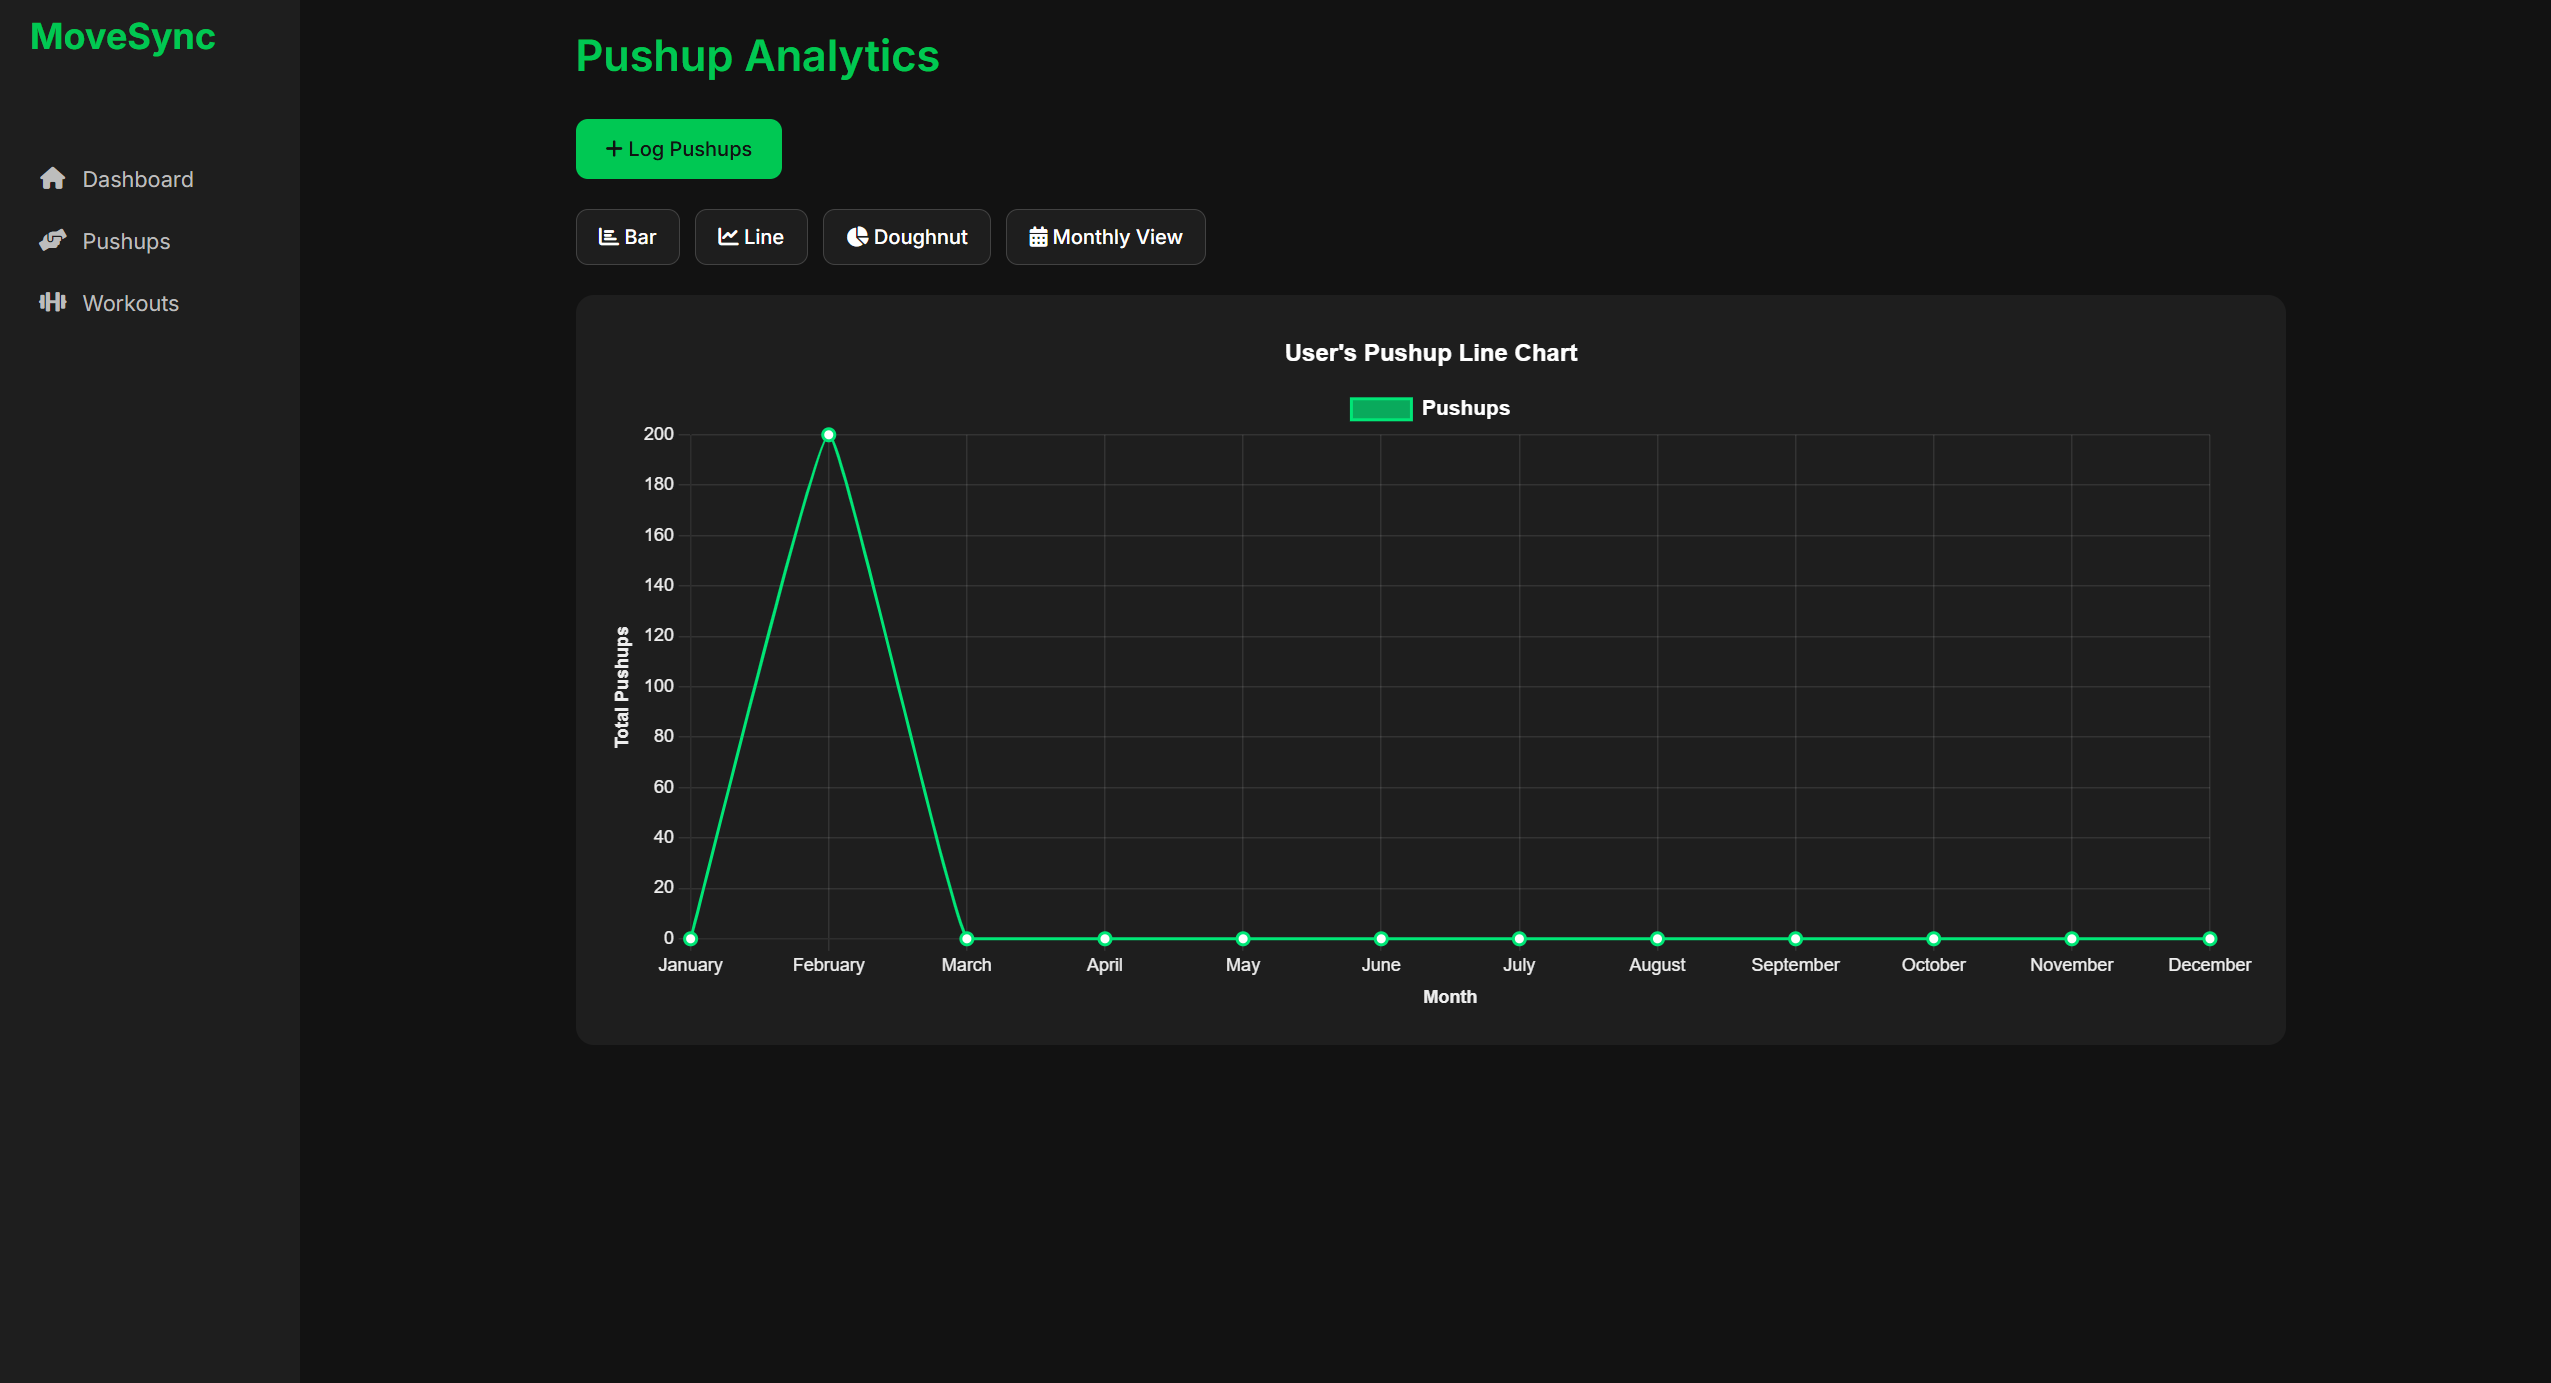 MoveSync
Dashboard
Pushups
Workouts
Pushup Analytics
+ Log Pushups
Bar
Line
Doughnut
Monthly View
User's Pushup Line Chart
Pushups
Total Pushups
200
180
160
140
120
100
80
60
40
20
0
January February March April May June July August September October November December
Month